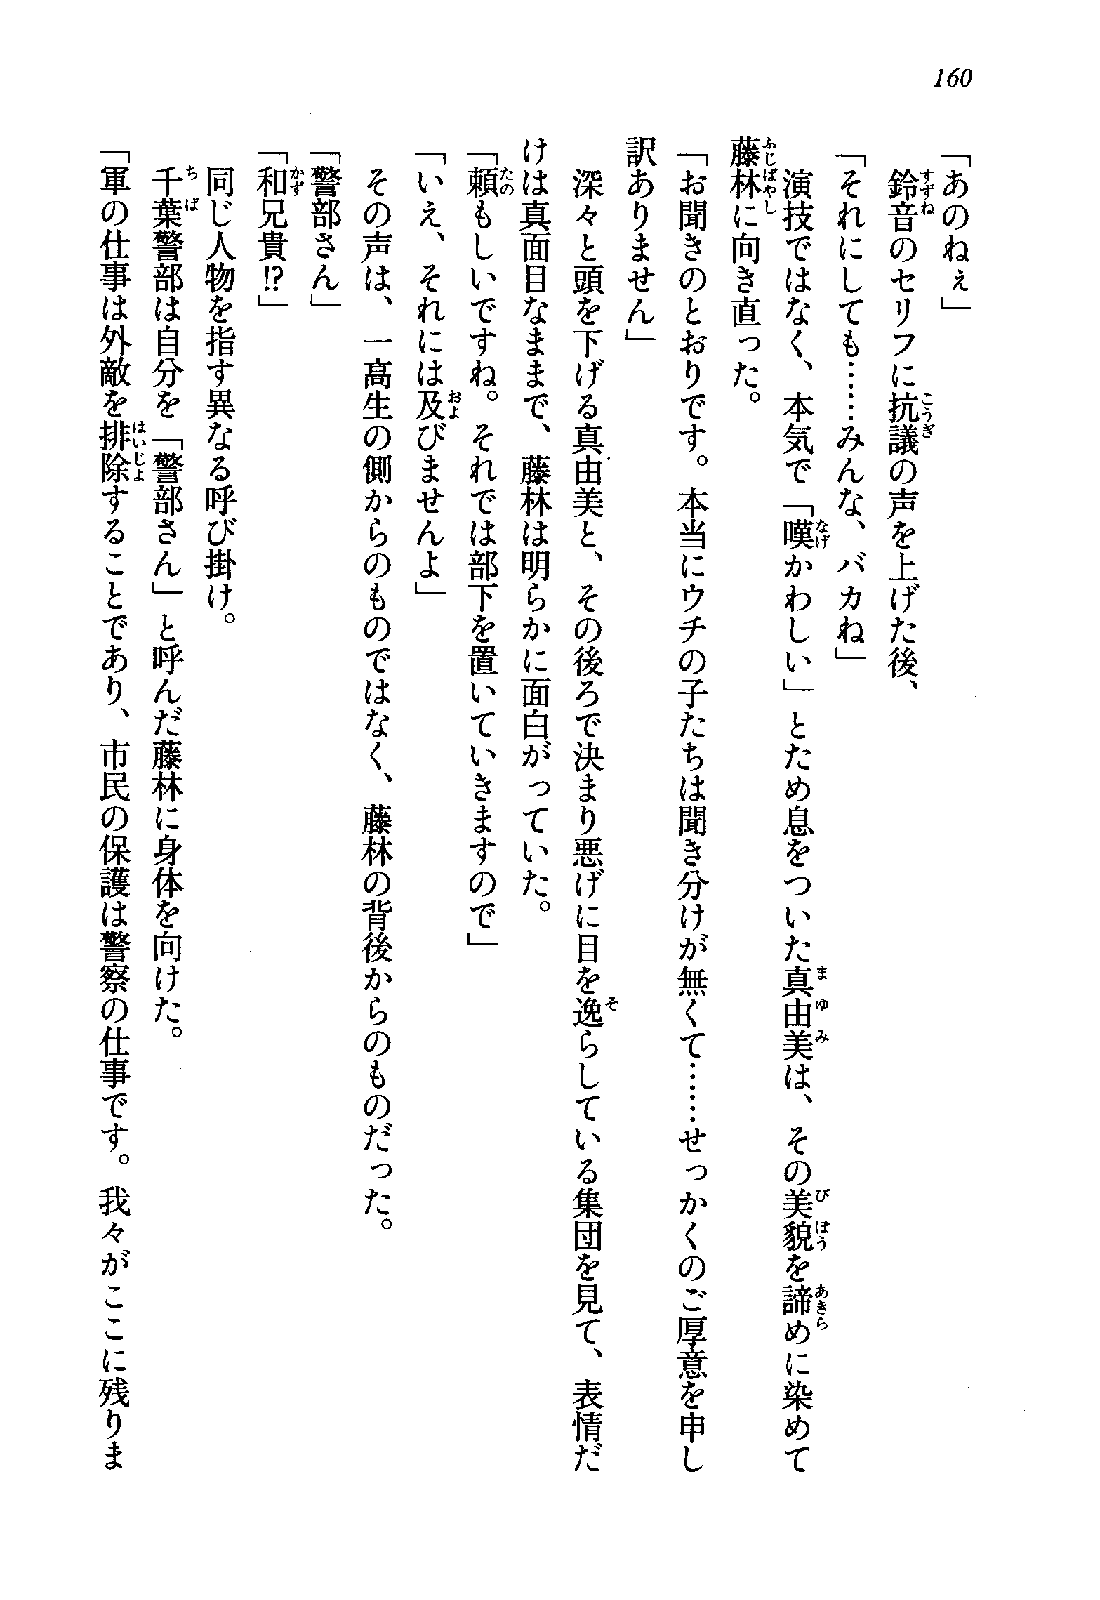 160
「あのねぇ」
鈴音のセリフに抗議の声を上げた後、
「それにしても……みんな、バカね」
演技ではなく、本気で「嘆かわしい」とため息をついた真由美は、その美貌を諦めに染めて
藤林に向き直った。
「お聞きのとおりです。本当にウチの子たちは聞き分けが無くて……せっかくのご厚意を申し
訳ありません」
深々と頭を下げる真由美と、その後ろで決まり悪げに目を逸らしている集団を見て、表情だ
けは真面目なままで、藤林は明らかに面白がっていた。
「頼もしいですね。それでは部下を置いていきますので」
「いえ、それには及びませんよ」
その声は、一高生の側からのものではなく、藤林の背後からのものだった。
「警部さん」
「和兄貴!?」
同じ人物を指す異なる呼び掛け。
千葉警部は自分を「警部さん」と呼んだ藤林に身体を向けた。
「軍の仕事は外敵を排除することであり、市民の保護は警察の仕事です。我々がここに残りま